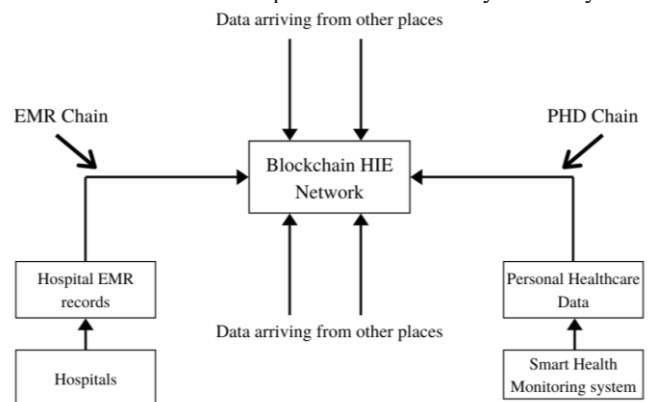 Data arriving from other places
EMR Chain
PHD Chain
Blockchain HIE
Network
Hospital EMR
records
Personal Healthcare
Data
Data arriving from other places
Hospitals
Smart Health
Monitoring system